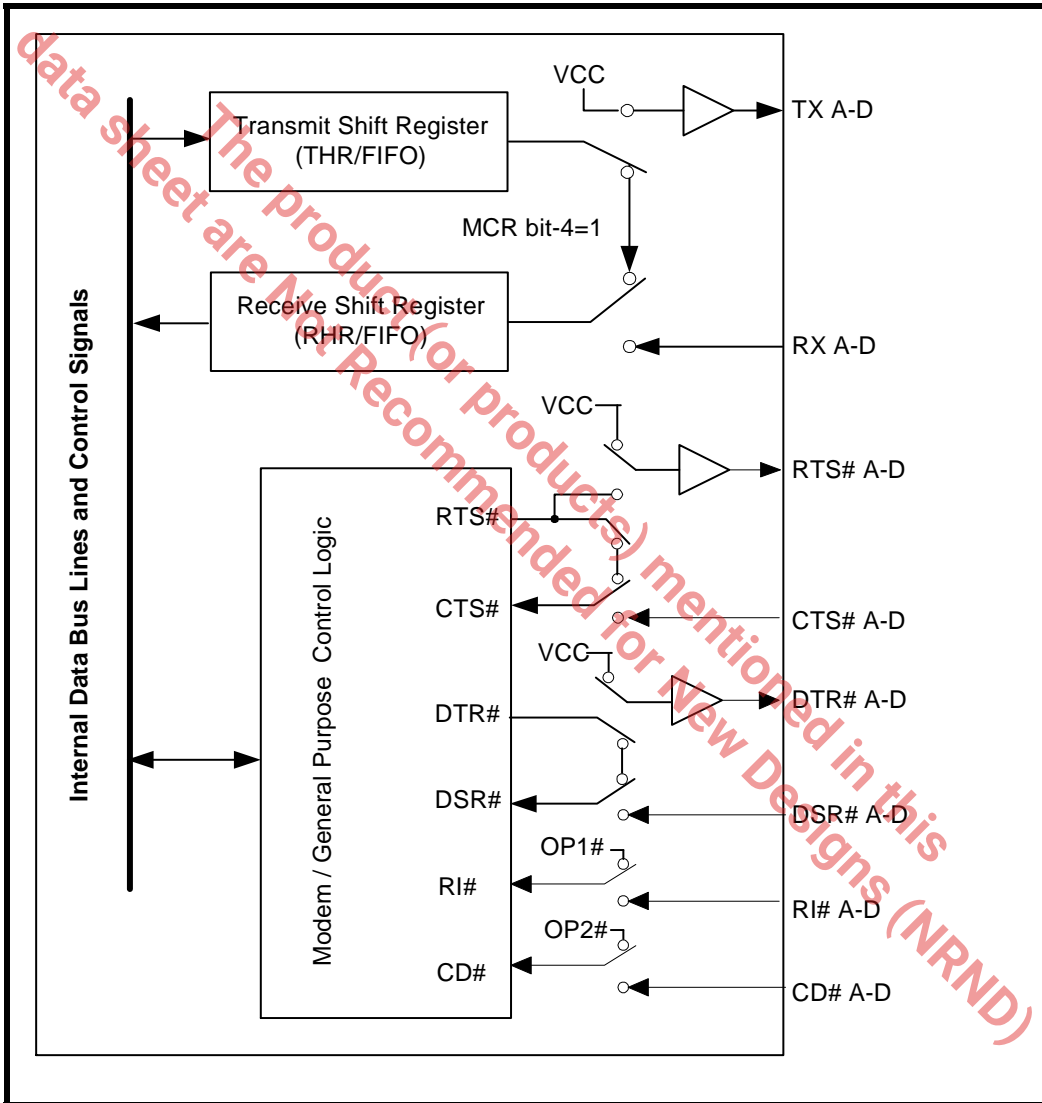 VCC
TX A-D
Transmit Shift Register
(THR/FIFO)
MCR bit-4=1
Receive Shift Register
(RHR/FIFO)
RX A-D
VCC
RTS# A-D
RTS#
CTS#
CTS# A-D
VCC
DTR# A-D
DTR#
DSR#
DSR# A-D
OP1#
RI#
RI# A-D
OP2#
CD#
CD# A-D
Internal Data Bus Lines and Control Signals
Modem / General Purpose Control Logic
The product (or products) mentioned in this
data sheet are Not Recommended for New Designs (NRND)